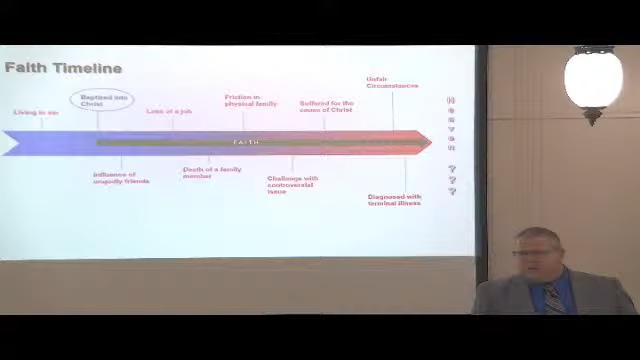 Faith Timeline
Living in sin
Baptized into
Christ
Loss of a job
Friction in
physical family
Suffered for the
cause of Christ
Unfair
Circumstances
FAITH
Influence of
ungodly friends
Death of a family
member
Challenge with
controversial
issue
Diagnosed with
terminal illness
Heaven
???